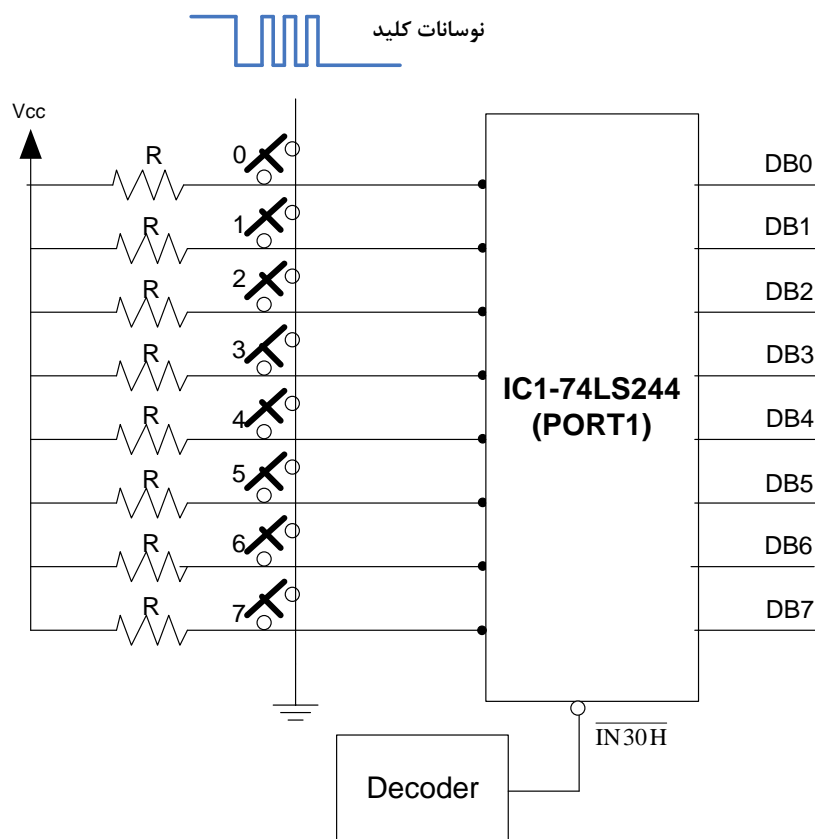 نوسانات کلید
Vcc
R
0
DB0
R
1
DB1
R
2
DB2
R
3
DB3
R
4
DB4
R
5
DB5
R
6
DB6
R
7
DB7
IC1-74LS244
(PORT1)
IN30H
Decoder